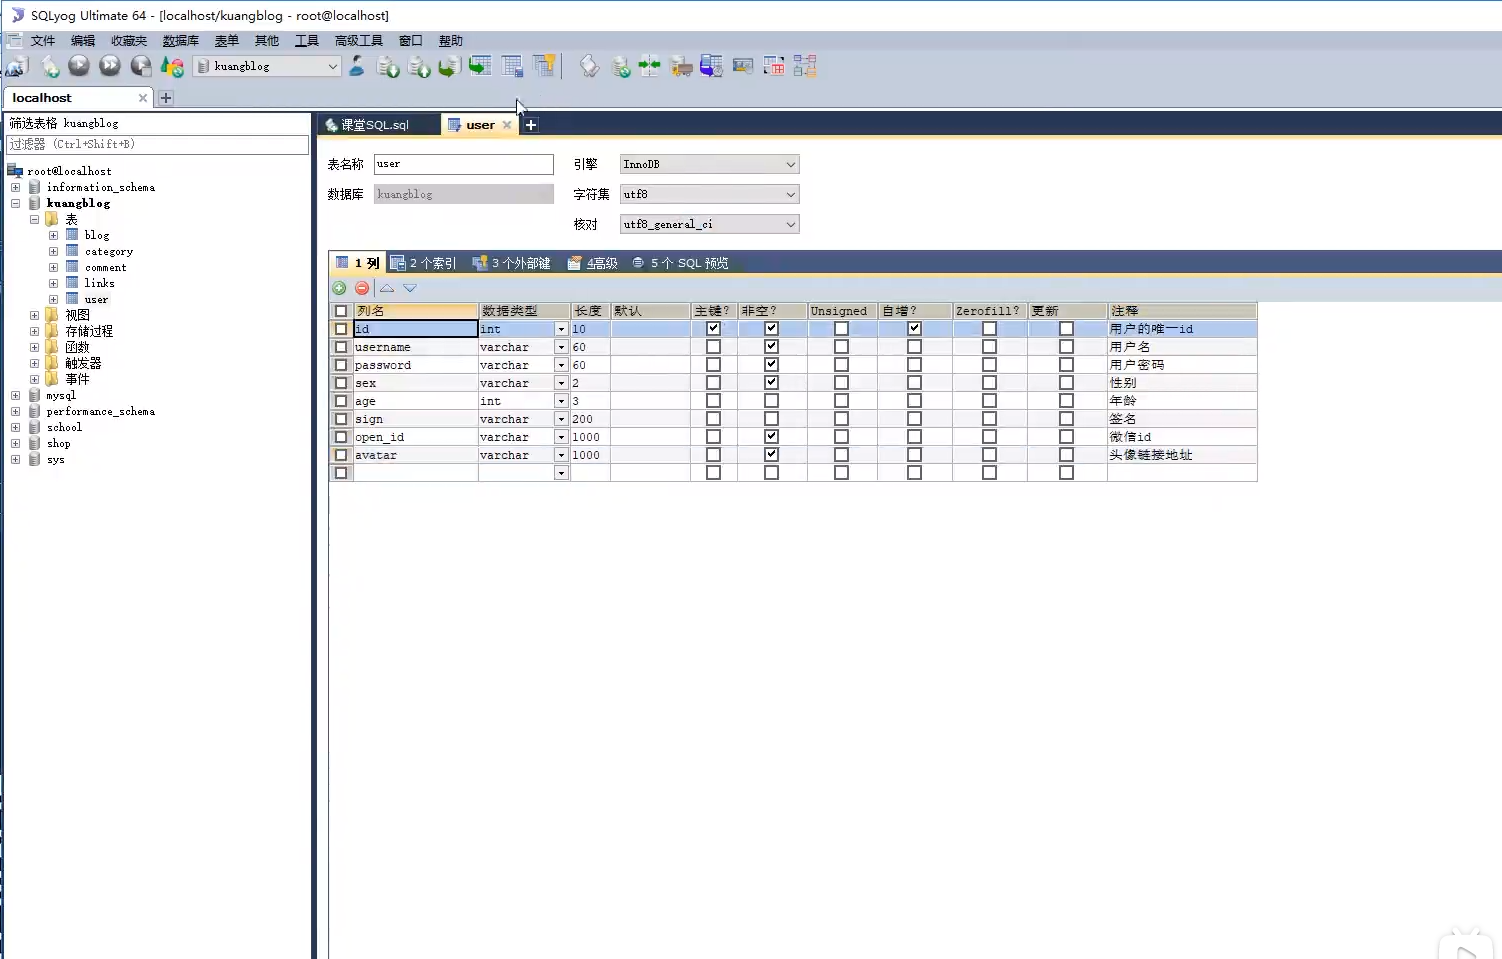 SQLyog Ultimate 64 - [localhost/kuangblog - root@localhost]
文件 编辑 收藏夹 数据库 表单 其他 工具 高级工具 窗口 帮助
kuangblog
localhost
筛选表格 kuangblog
过滤器 (Ctrl+Shift+B)
root@localhost
information_schema
kuangblog
表
blog
category
comment
links
user
视图
存储过程
函数
触发器
事件
mysql
performance_schema
school
shop
sys
课堂SQL.sql user
表名称 user 引擎 InnoDB
数据库 kuangblog 字符集 utf8
核对 utf8_general_ci
1 列 2 个索引 3 个外部键 4高级 5 个 SQL 预览
列名 数据类型 长度 默认 主键? 非空? Unsigned 自增? Zerofill? 更新 注释
id int 10 用户的唯一id
username varchar 60 用户名
password varchar 60 用户密码
sex varchar 2 性别
age int 3 年龄
sign varchar 200 签名
open_id varchar 1000 微信id
avatar varchar 1000 头像链接地址